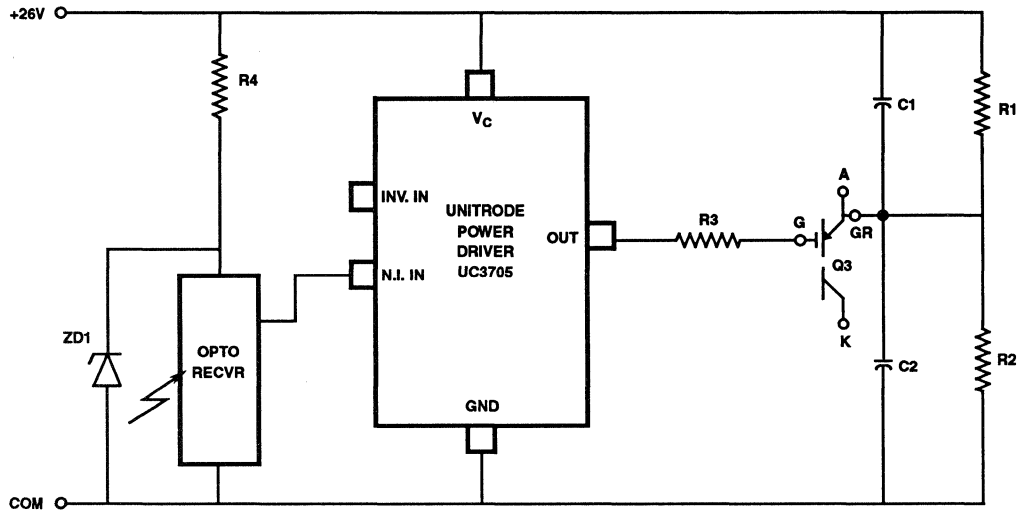 +26V
R4
C1
R1
VC
INV. IN
UNITRODE
POWER
DRIVER
UC3705
OUT
N.I. IN
GND
R3
G
A
GR
Q3
K
ZD1
OPTO
RECVR
C2
R2
COM